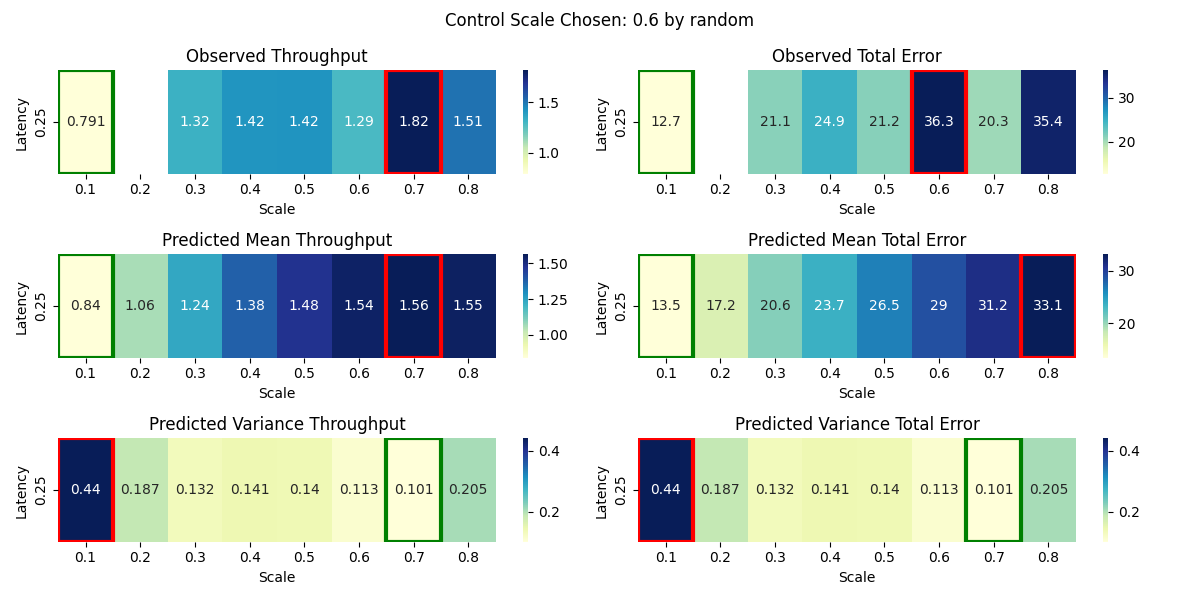 Control Scale Chosen: 0.6 by random
Observed Throughput
Latency
0.25
0.791 1.32 1.42 1.42 1.29 1.82 1.51
0.1 0.2 0.3 0.4 0.5 0.6 0.7 0.8
Scale
1.5
1.0
Observed Total Error
Latency
0.25
12.7 21.1 24.9 21.2 36.3 20.3 35.4
0.1 0.2 0.3 0.4 0.5 0.6 0.7 0.8
Scale
30
20
Predicted Mean Throughput
Latency
0.25
0.84 1.06 1.24 1.38 1.48 1.54 1.56 1.55
0.1 0.2 0.3 0.4 0.5 0.6 0.7 0.8
Scale
1.50
1.25
1.00
Predicted Mean Total Error
Latency
0.25
13.5 17.2 20.6 23.7 26.5 29 31.2 33.1
0.1 0.2 0.3 0.4 0.5 0.6 0.7 0.8
Scale
30
20
Predicted Variance Throughput
Latency
0.25
0.44 0.187 0.132 0.141 0.14 0.113 0.101 0.205
0.1 0.2 0.3 0.4 0.5 0.6 0.7 0.8
Scale
0.4
0.2
Predicted Variance Total Error
Latency
0.25
0.44 0.187 0.132 0.141 0.14 0.113 0.101 0.205
0.1 0.2 0.3 0.4 0.5 0.6 0.7 0.8
Scale
0.4
0.2